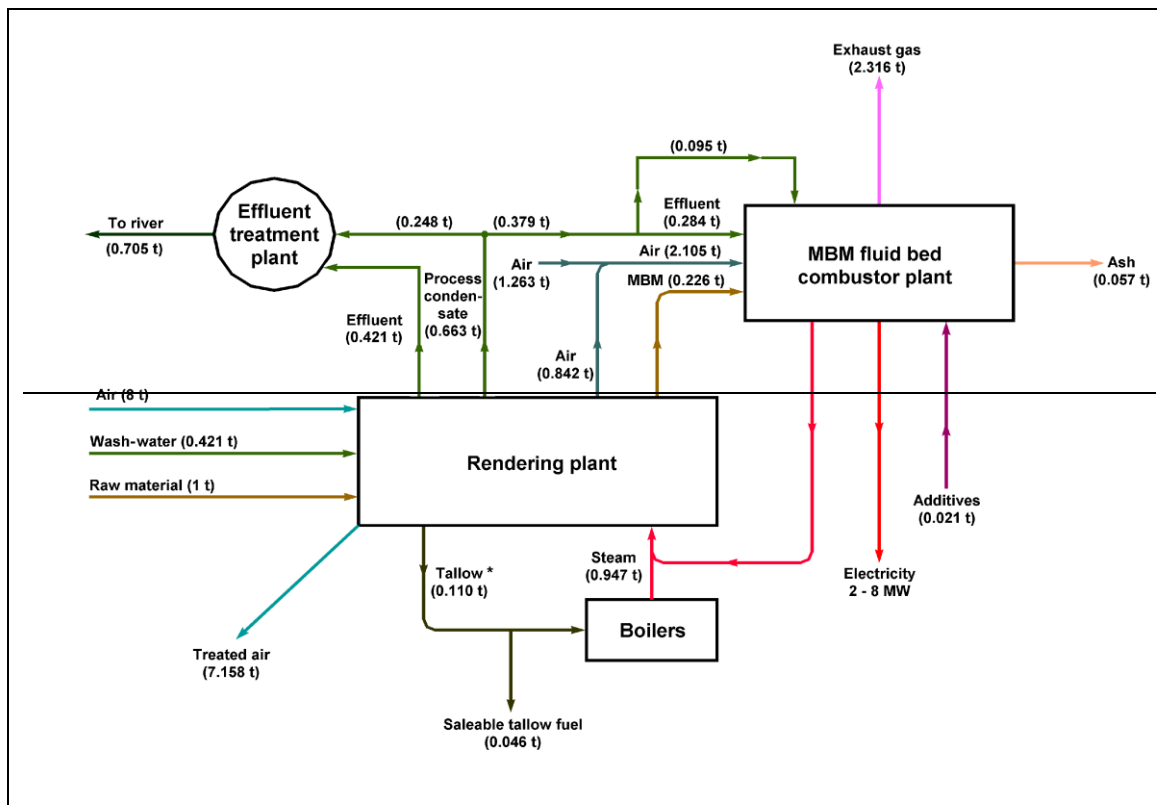 Exhaust gas
(2.316 t)
(0.095 t)
To river
(0.705 t)
Effluent
treatment
plant
(0.248 t)
(0.379 t)
Effluent
(0.284 t)
Air
(1.263 t)
Air (2.105 t)
MBM (0.226 t)
MBM fluid bed
combustor plant
Ash
(0.057 t)
Process
conden-
sate
(0.663 t)
Effluent
(0.421 t)
Air
(0.842 t)
Air (8 t)
Wash-water (0.421 t)
Raw material (1 t)
Rendering plant
Additives
(0.021 t)
Steam
(0.947 t)
Tallow *
(0.110 t)
Electricity
2 - 8 MW
Boilers
Treated air
(7.158 t)
Saleable tallow fuel
(0.046 t)